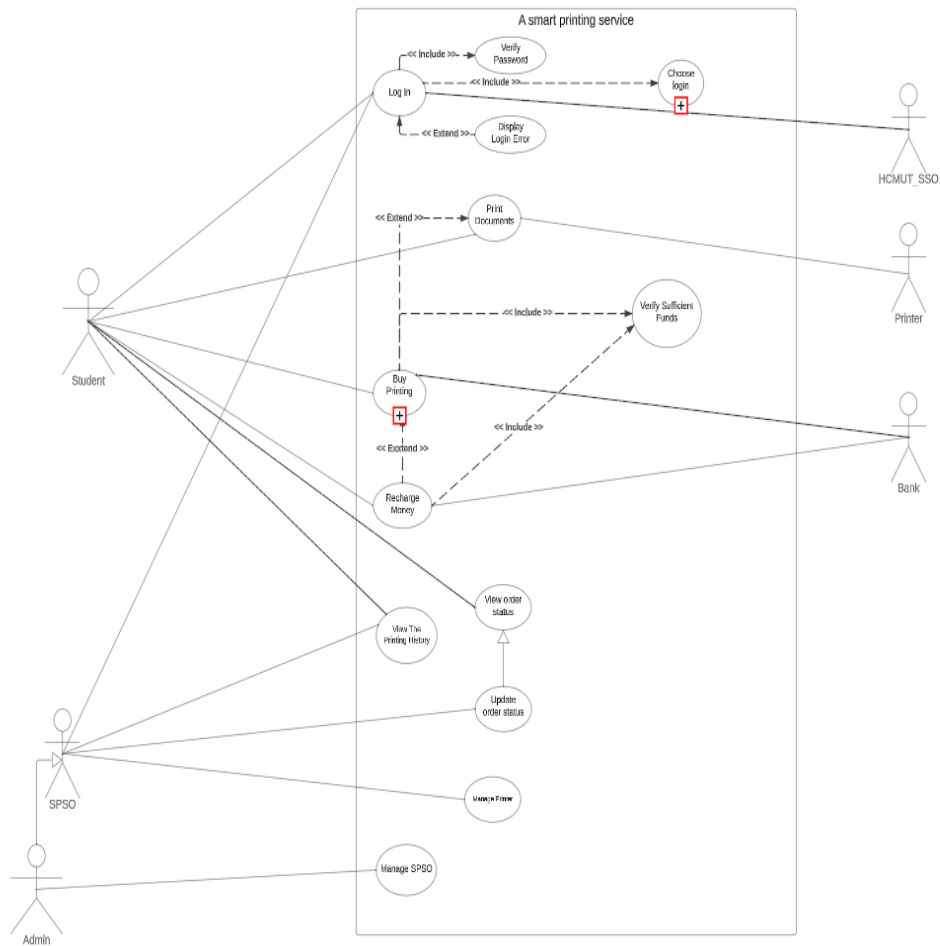 A smart printing service
<< Include >>
Verify
Password
<< Include >>
Choose
login
+
Log In
<< Extend >>
Display
Login Error
HCMUT_SSO
<< Extend >>
Print
Documents
Printer
Student
<< Include >>
Verify Sufficient
Funds
Buy
Printing
+
<< Include >>
<< Exxtend >>
Bank
Recharge
Money
View order
status
View The
Printing History
Update
order status
SPSO
Manage Printer
Manage SPSO
Admin